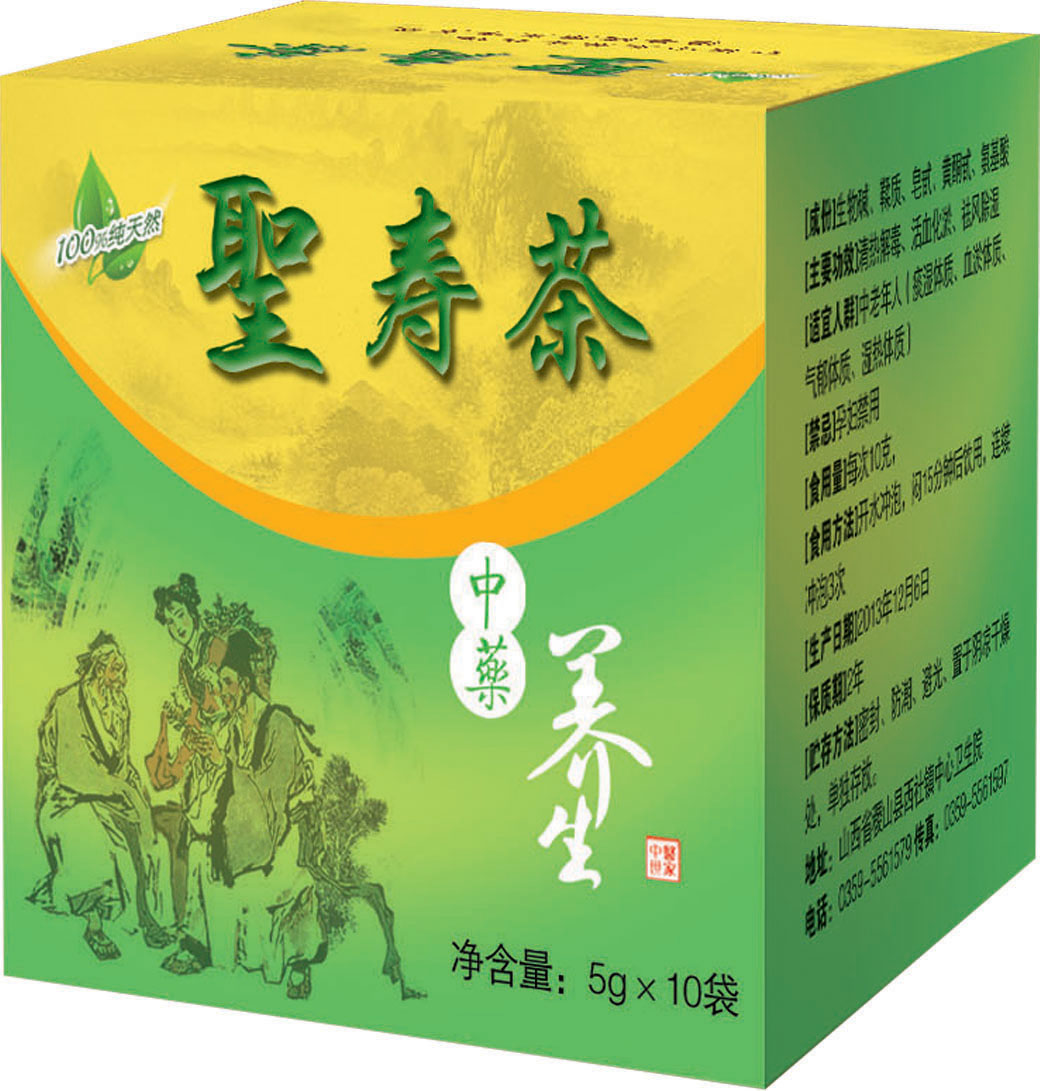 100%纯天然
聖寿茶
中藥
养生
中醫
世家
净含量：5g×10袋
[成份]生物碱、鞣质、皂甙、黄酮甙、氨基酸
[主要功效]清热解毒、活血化淤、祛风除湿
[适宜人群]中老年人(痰湿体质、血淤体质、
气郁体质、湿热体质)
[禁忌]孕妇禁用
[食用量]每次10克，
[食用方法]开水冲泡，闷15分钟后饮用，连续
冲泡3次
[生产日期]2013年12月6日
[保质期]2年
[贮存方法]密封、防潮、避光、置于阴凉干燥
处，单独存放。
地址：山西省稷山县西社镇中心卫生院
电话：0359-5561579 传真：0359-5561697